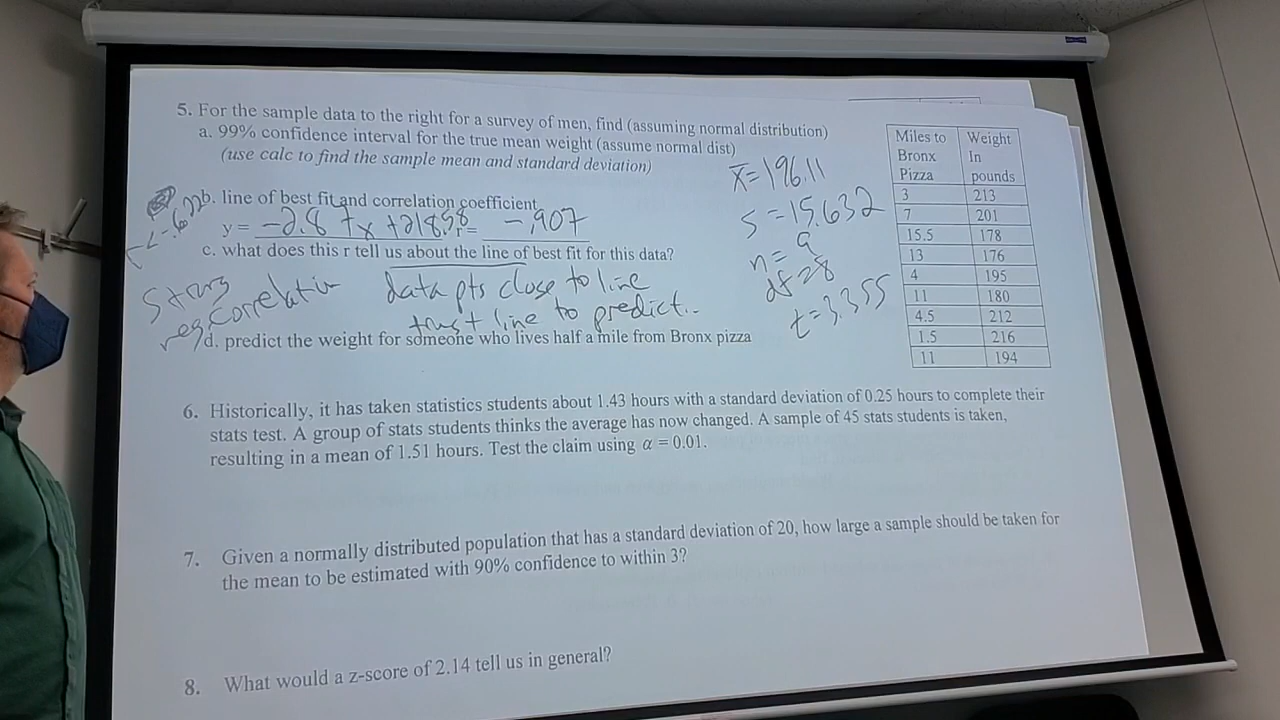 5. For the sample data to the right for a survey of men, find (assuming normal distribution)
a. 99% confidence interval for the true mean weight (assume normal dist)
(use calc to find the sample mean and standard deviation)
x̄=196.11
s=15.632
n=9
df=8
t=3.355
b. line of best fit and correlation coefficient
y = -2.87x+218.58 r= -.907
c. what does this r tell us about the line of best fit for this data?
strong
neg correlation
data pts close to line
trust line to predict..
d. predict the weight for someone who lives half a mile from Bronx pizza
Miles to Bronx Pizza Weight In pounds
3 213
7 201
15.5 178
13 176
4 195
11 180
4.5 212
1.5 216
11 194
6. Historically, it has taken statistics students about 1.43 hours with a standard deviation of 0.25 hours to complete their
stats test. A group of stats students thinks the average has now changed. A sample of 45 stats students is taken,
resulting in a mean of 1.51 hours. Test the claim using α = 0.01.
7. Given a normally distributed population that has a standard deviation of 20, how large a sample should be taken for
the mean to be estimated with 90% confidence to within 3?
8. What would a z-score of 2.14 tell us in general?